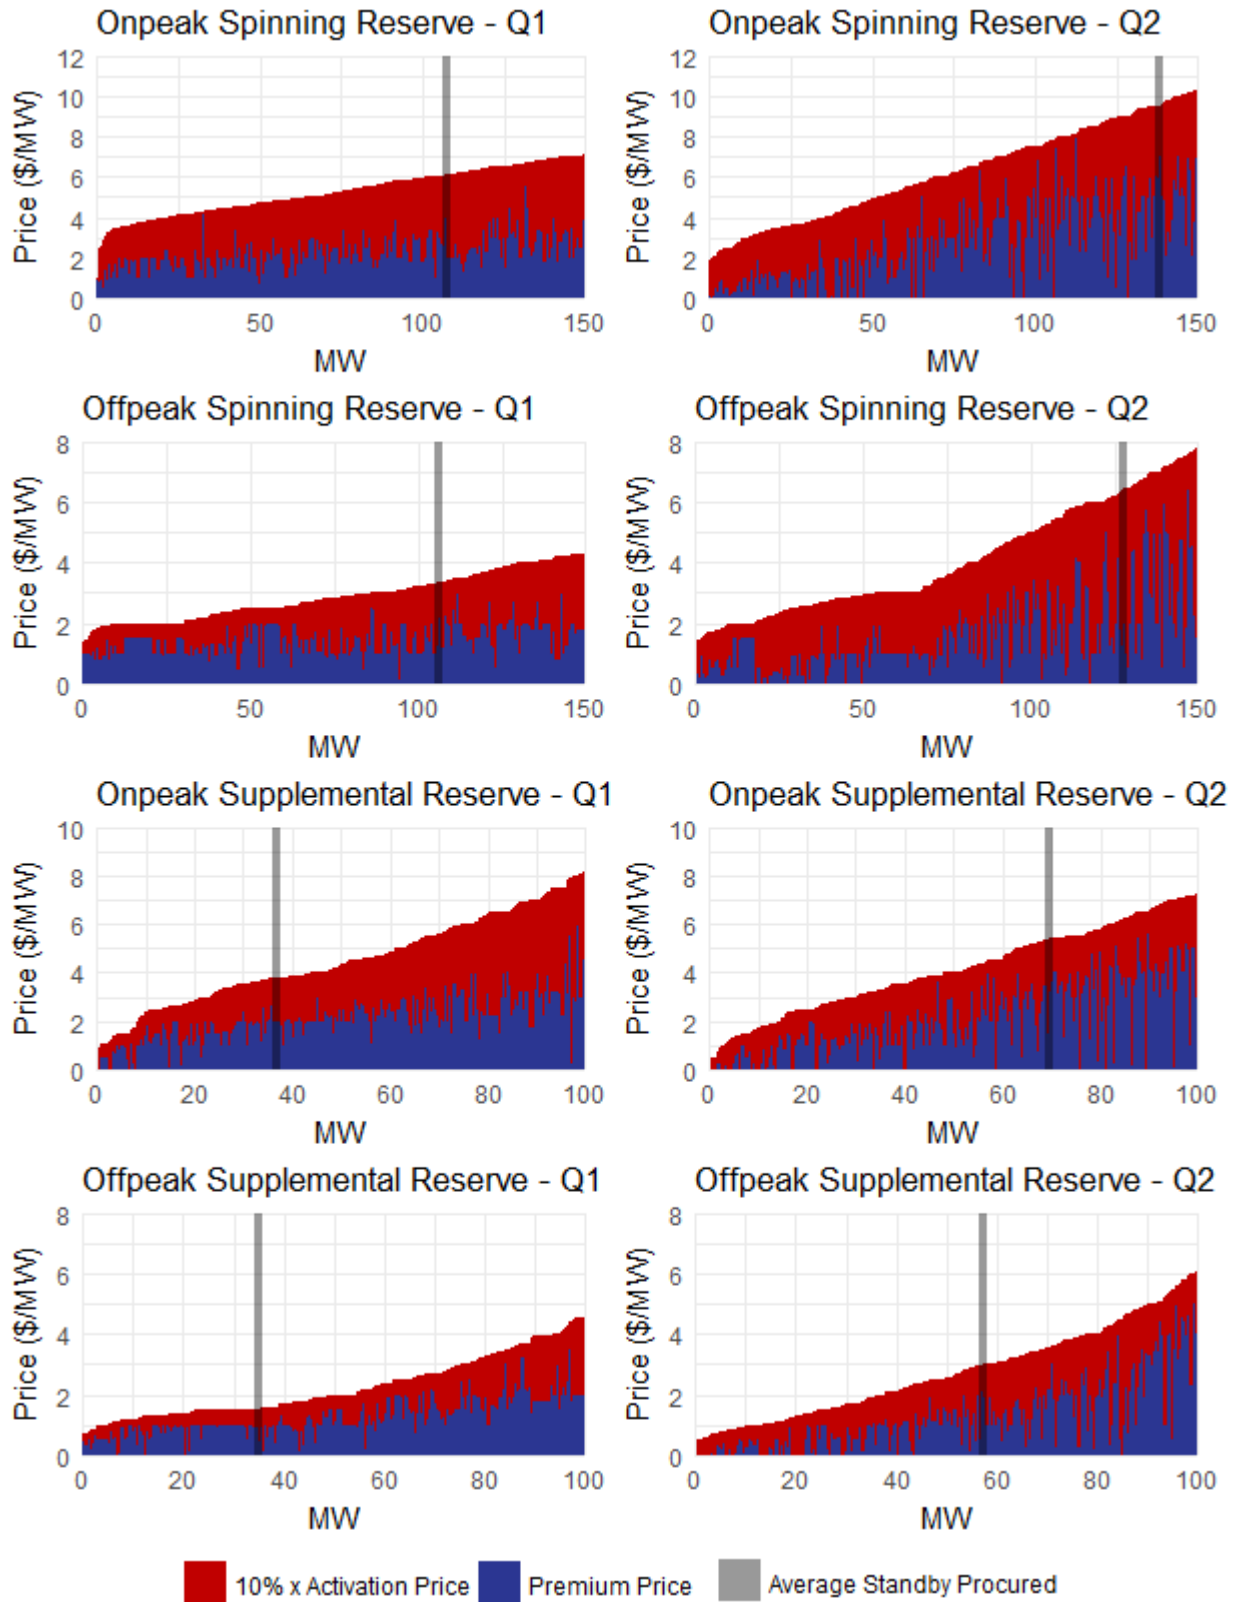 Onpeak Spinning Reserve - Q1
Onpeak Spinning Reserve - Q2
12
10
8
6
4
2
0
Price ($/MW)
0 50 100 150
MW
12
10
8
6
4
2
0
Price ($/MW)
0 50 100 150
MW
Offpeak Spinning Reserve - Q1
Offpeak Spinning Reserve - Q2
8
6
4
2
0
Price ($/MW)
0 50 100 150
MW
8
6
4
2
0
Price ($/MW)
0 50 100 150
MW
Onpeak Supplemental Reserve - Q1
Onpeak Supplemental Reserve - Q2
10
8
6
4
2
0
Price ($/MW)
0 20 40 60 80 100
MW
10
8
6
4
2
0
Price ($/MW)
0 20 40 60 80 100
MW
Offpeak Supplemental Reserve - Q1
Offpeak Supplemental Reserve - Q2
8
6
4
2
0
Price ($/MW)
0 20 40 60 80 100
MW
8
6
4
2
0
Price ($/MW)
0 20 40 60 80 100
MW
10% x Activation Price Premium Price Average Standby Procured